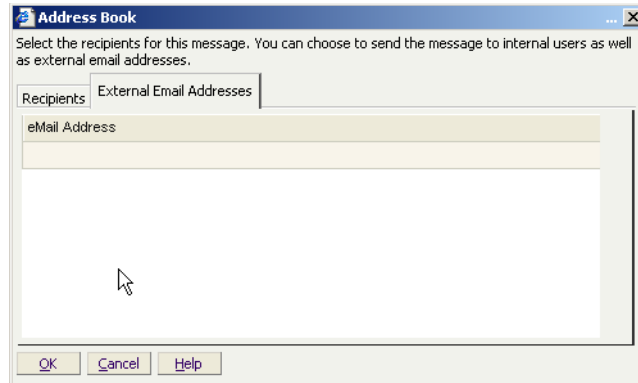 Address Book ...
Select the recipients for this message. You can choose to send the message to internal users as well
as external email addresses.
Recipients External Email Addresses
eMail Address
OK Cancel Help